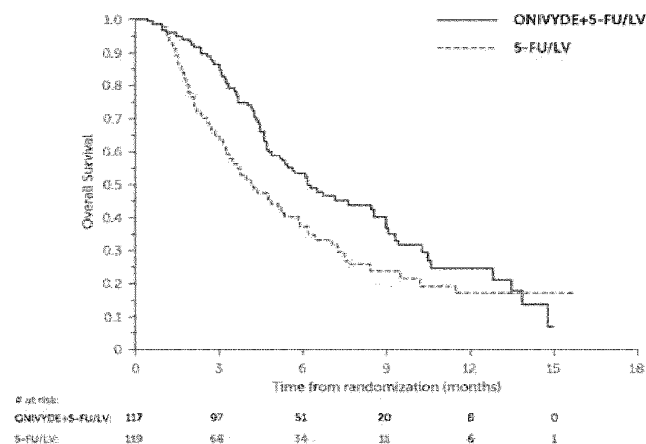 ONIVYDE+5-FU/LV
5-FU/LV
Overall Survival
1.0
0.9
0.8
0.7
0.6
0.5
0.4
0.3
0.2
0.1
0
0 3 6 9 12 15 18
Time from randomization (months)
# at risk:
ONIVYDE+5-FU/LV: 117 97 51 20 6 0
5-FU/LV: 119 68 34 11 6 1